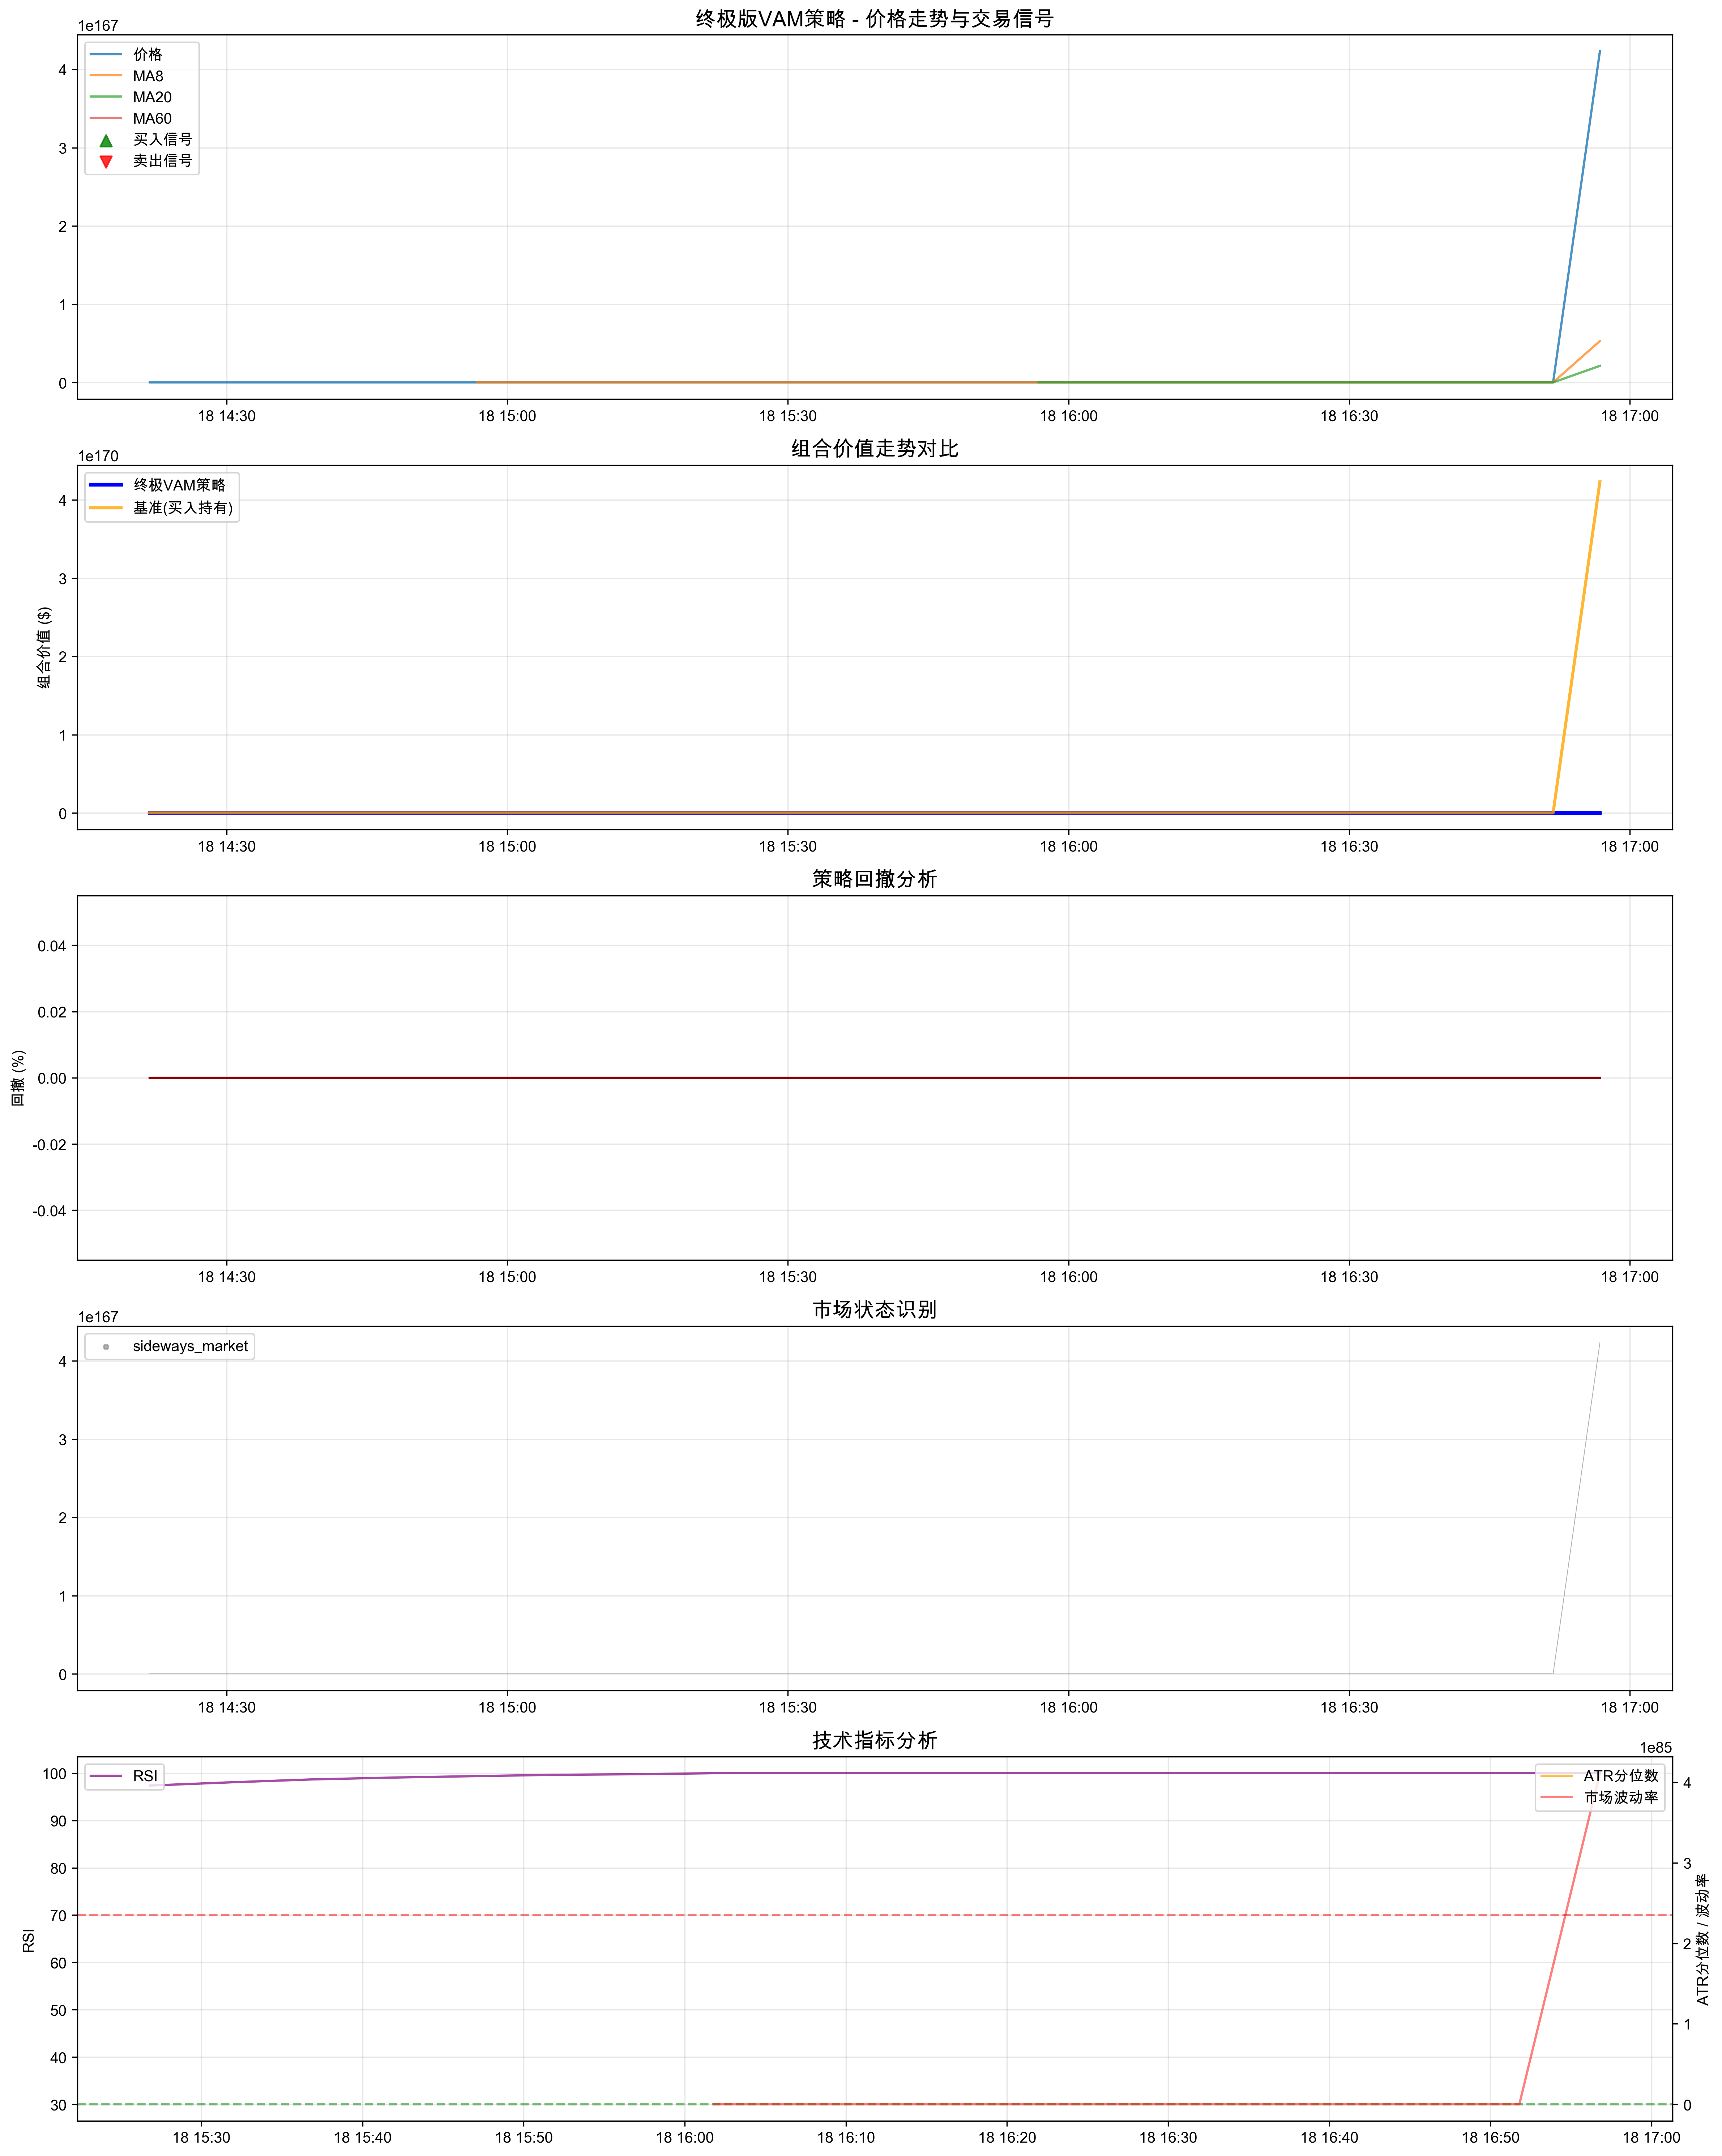 终极版VAM策略 - 价格走势与交易信号
1e167
价格
MA8
MA20
MA60
买入信号
卖出信号
4
3
2
1
0
18 14:30 18 15:00 18 15:30 18 16:00 18 16:30 18 17:00
组合价值走势对比
1e170
终极VAM策略
基准(买入持有)
组合价值 ($)
4
3
2
1
0
18 14:30 18 15:00 18 15:30 18 16:00 18 16:30 18 17:00
策略回撤分析
回撤 (%)
0.04
0.02
0.00
-0.02
-0.04
18 14:30 18 15:00 18 15:30 18 16:00 18 16:30 18 17:00
市场状态识别
1e167
sideways_market
4
3
2
1
0
18 14:30 18 15:00 18 15:30 18 16:00 18 16:30 18 17:00
技术指标分析
1e85
RSI
ATR分位数
市场波动率
RSI
100
90
80
70
60
50
40
30
4
3
2
1
0
ATR分位数 / 波动率
18 15:30 18 15:40 18 15:50 18 16:00 18 16:10 18 16:20 18 16:30 18 16:40 18 16:50 18 17:00